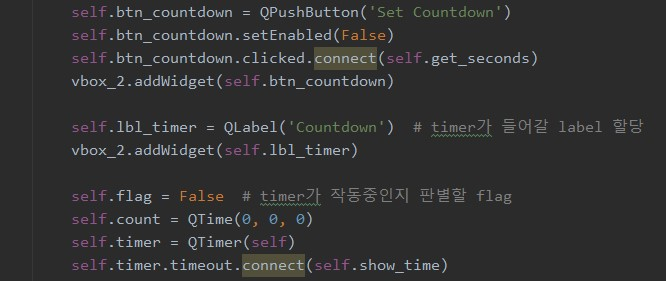 self.btn_countdown = QPushButton('Set Countdown')
self.btn_countdown.setEnabled(False)
self.btn_countdown.clicked.connect(self.get_seconds)
vbox_2.addWidget(self.btn_countdown)
self.lbl_timer = QLabel('Countdown')  # timer가 들어갈 label 할당
vbox_2.addWidget(self.lbl_timer)
self.flag = False  # timer가 작동중인지 판별할 flag
self.count = QTime(0, 0, 0)
self.timer = QTimer(self)
self.timer.timeout.connect(self.show_time)